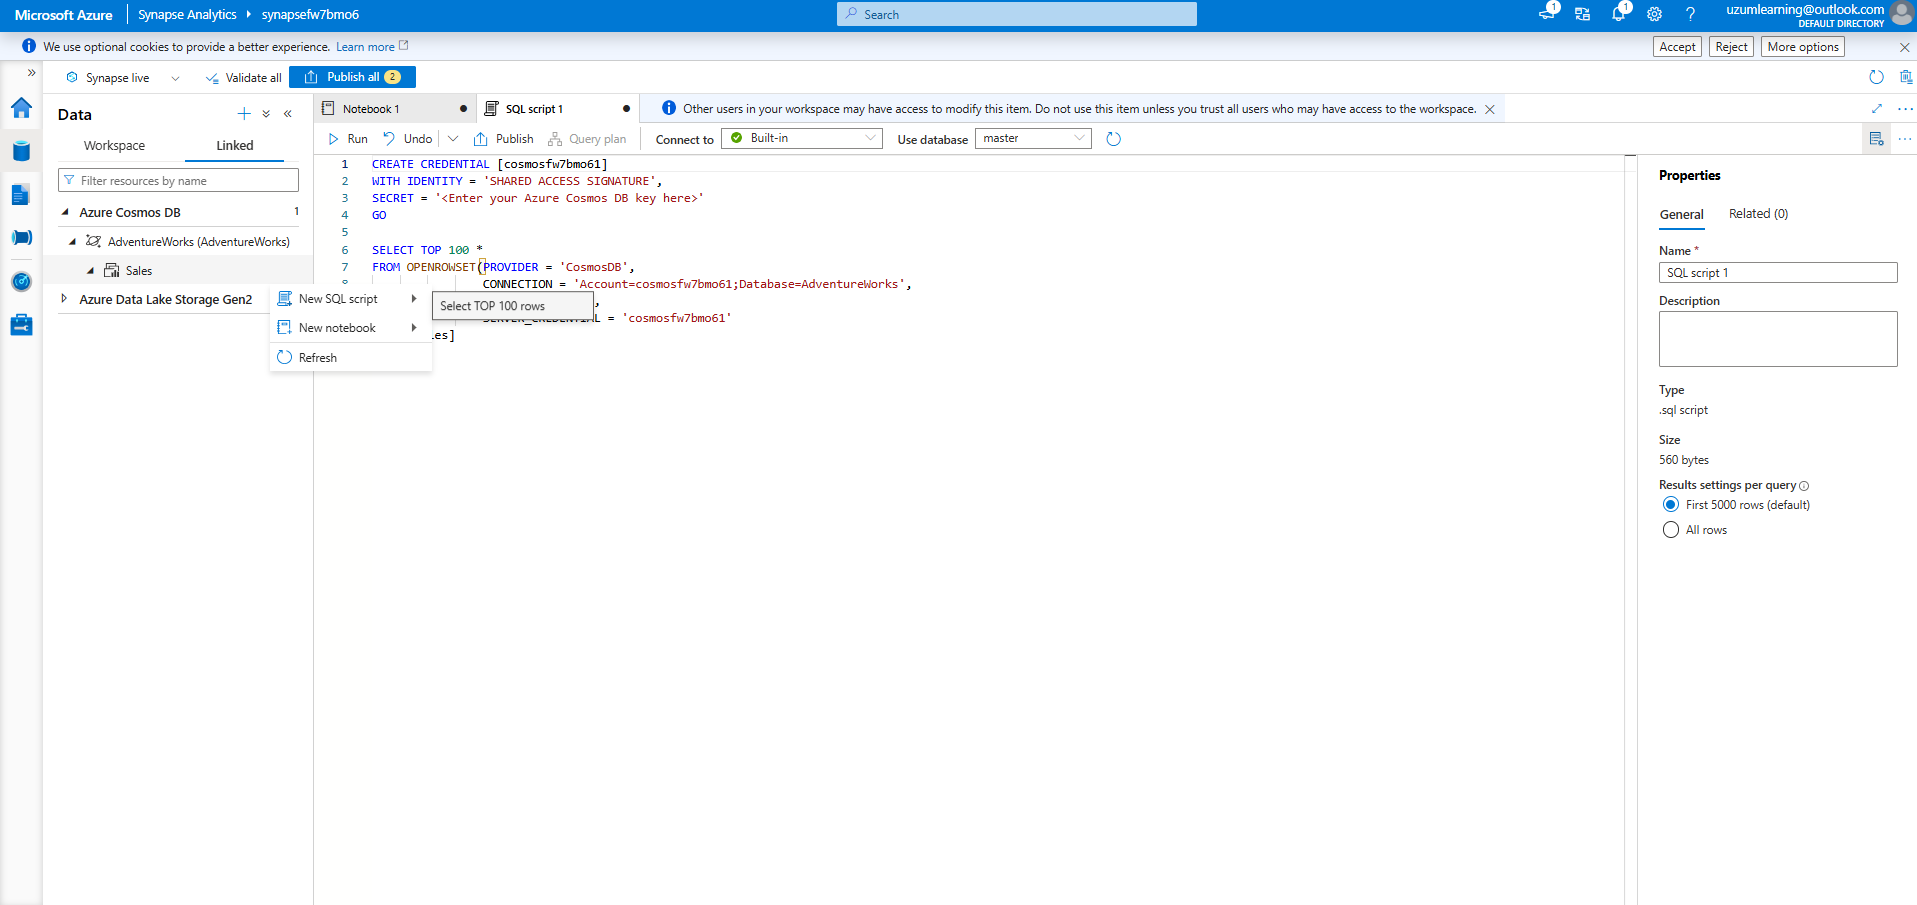 Microsoft Azure
Synapse Analytics
synapsefw7bmo6
Search
1
1
uzumlearning@outlook.com
DEFAULT DIRECTORY
We use optional cookies to provide a better experience. Learn more
Accept
Reject
More options
Synapse live
Validate all
Publish all 2
Data
Workspace
Linked
Filter resources by name
Azure Cosmos DB 1
AdventureWorks (AdventureWorks)
Sales
Azure Data Lake Storage Gen2
New SQL script
New notebook
Refresh
Select TOP 100 rows
Notebook 1
SQL script 1
Other users in your workspace may have access to modify this item. Do not use this item unless you trust all users who may have access to the workspace.
Run
Undo
Publish
Query plan
Connect to
Built-in
Use database
master
1 CREATE CREDENTIAL [cosmosfw7bmo61]
2 WITH IDENTITY = 'SHARED ACCESS SIGNATURE',
3 SECRET = '<Enter your Azure Cosmos DB key here>'
4 GO
5
6 SELECT TOP 100 *
7 FROM OPENROWSET(PROVIDER = 'CosmosDB',
CONNECTION = 'Account=cosmosfw7bmo61;Database=AdventureWorks',
,
SERVER_CREDENTIAL = 'cosmosfw7bmo61'
les]
Properties
General
Related (0)
Name *
SQL script 1
Description
Type
.sql script
Size
560 bytes
Results settings per query
First 5000 rows (default)
All rows